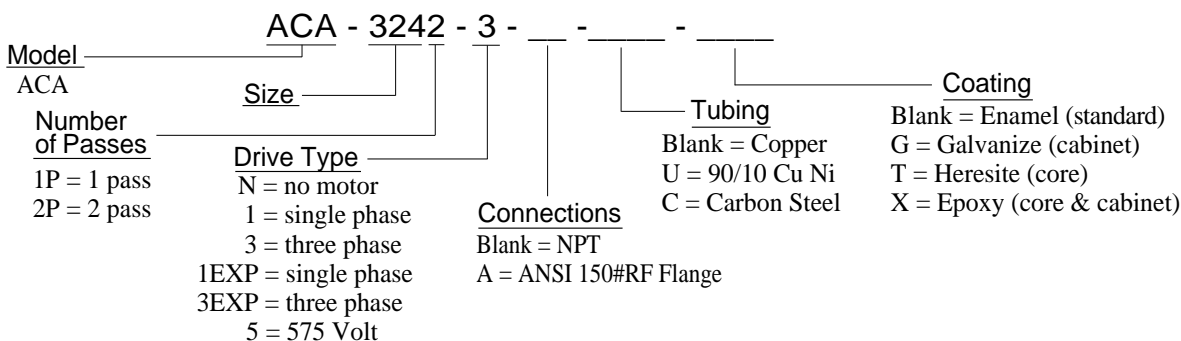 ACA - 3242 - 3 - __ -____ - ____
Model
ACA
Size
Number
of Passes
1P = 1 pass
2P = 2 pass
Drive Type
N = no motor
1 = single phase
3 = three phase
1EXP = single phase
3EXP = three phase
5 = 575 Volt
Connections
Blank = NPT
A = ANSI 150#RF Flange
Tubing
Blank = Copper
U = 90/10 Cu Ni
C = Carbon Steel
Coating
Blank = Enamel (standard)
G = Galvanize (cabinet)
T = Heresite (core)
X = Epoxy (core & cabinet)